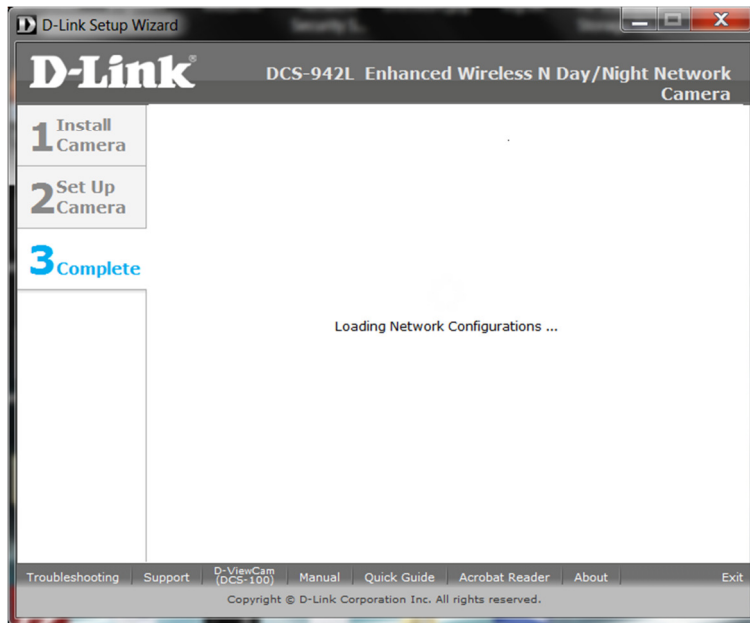 D-Link Setup Wizard
D-Link®
DCS-942L Enhanced Wireless N Day/Night Network
Camera
1 Install
Camera
2 Set Up
Camera
3 Complete
Loading Network Configurations ...
Troubleshooting
Support
D-ViewCam
(DCS-100)
Manual
Quick Guide
Acrobat Reader
About
Exit
Copyright © D-Link Corporation Inc. All rights reserved.